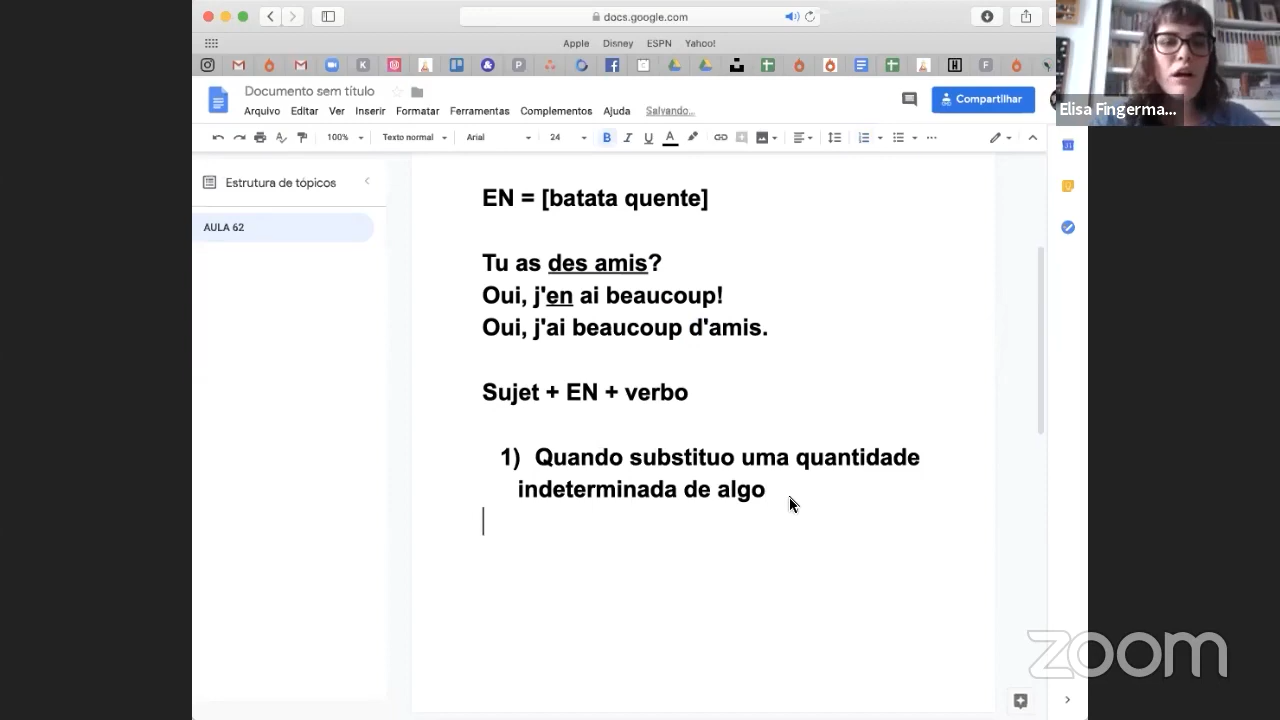 docs.google.com
Apple Disney ESPN Yahoo!
Documento sem título
Arquivo Editar Ver Inserir Formatar Ferramentas Complementos Ajuda Salvando...
Compartilhar
Elisa Fingerma...
100% Texto normal Arial 24 B I U A
Estrutura de tópicos
AULA 62
EN = [batata quente]
Tu as des amis?
Oui, j'en ai beaucoup!
Oui, j'ai beaucoup d'amis.
Sujet + EN + verbo
1) Quando substituo uma quantidade
indeterminada de algo
zoom